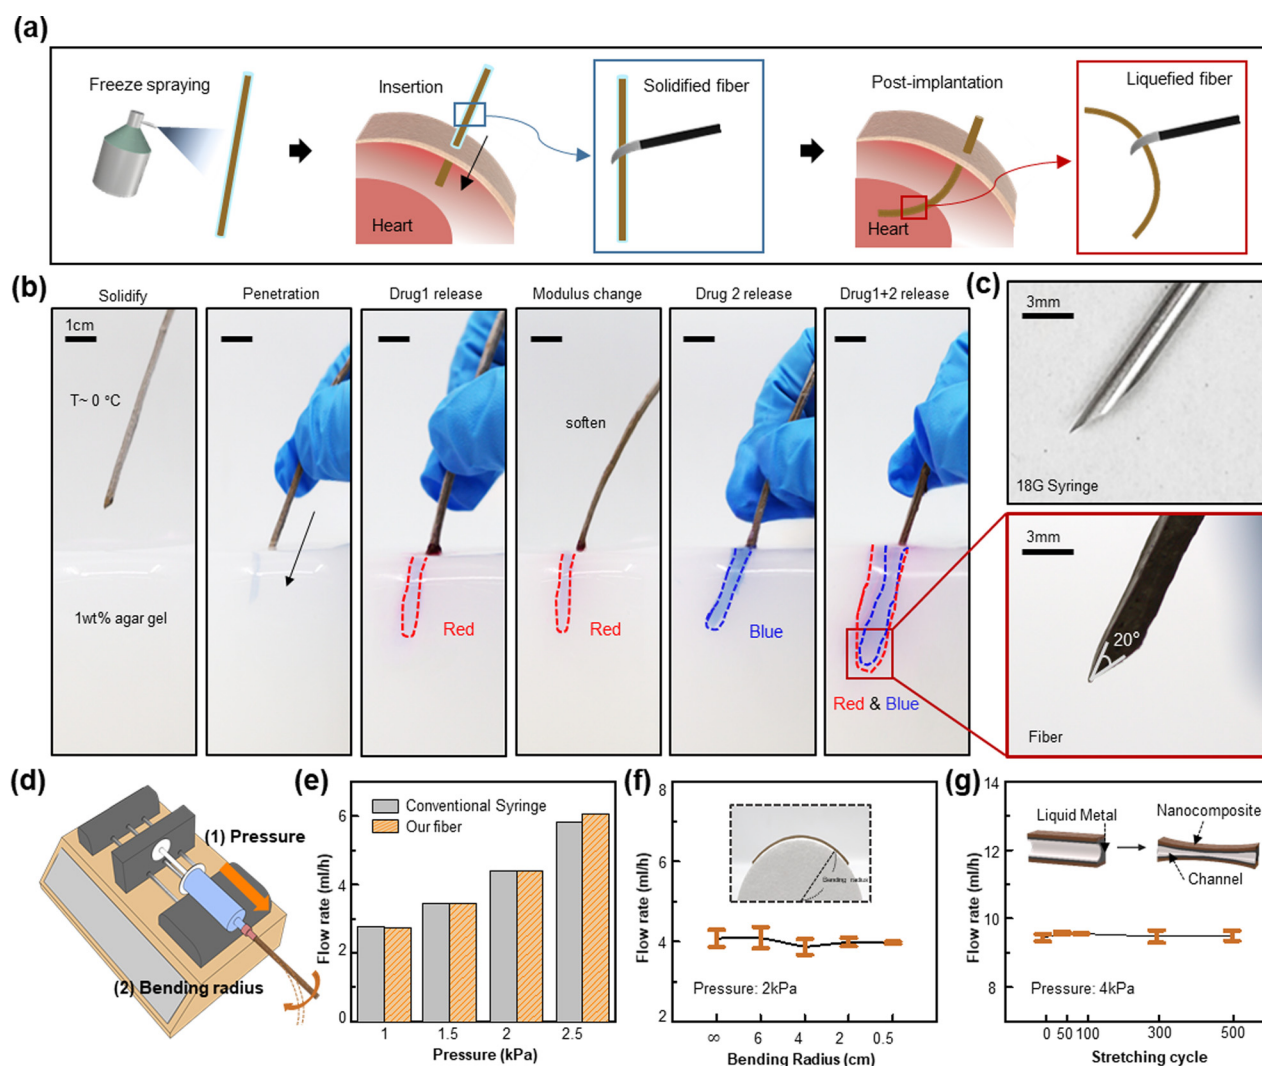 (a)
Freeze spraying
Insertion
Solidified fiber
Post-implantation
Liquefied fiber
Heart
Heart
(b)
Solidify
Penetration
Drug1 release
Modulus change
Drug 2 release
Drug1+2 release
1cm
T~ 0 °C
soften
1wt% agar gel
Red
Red
Blue
Red & Blue
(c)
3mm
18G Syringe
3mm
20°
Fiber
(d)
(1) Pressure
(2) Bending radius
(e)
Conventional Syringe
Our fiber
Flow rate (ml/h)
6
4
2
0
1
1.5
2
2.5
Pressure (kPa)
(f)
Flow rate (ml/h)
8
6
4
2
Bending radius
Pressure: 2kPa
∞
6
4
2
0.5
Bending Radius (cm)
(g)
Flow rate (ml/h)
14
12
10
9
7
Liquid Metal
Nanocomposite
Channel
Pressure: 4kPa
0
50
100
300
500
Stretching cycle